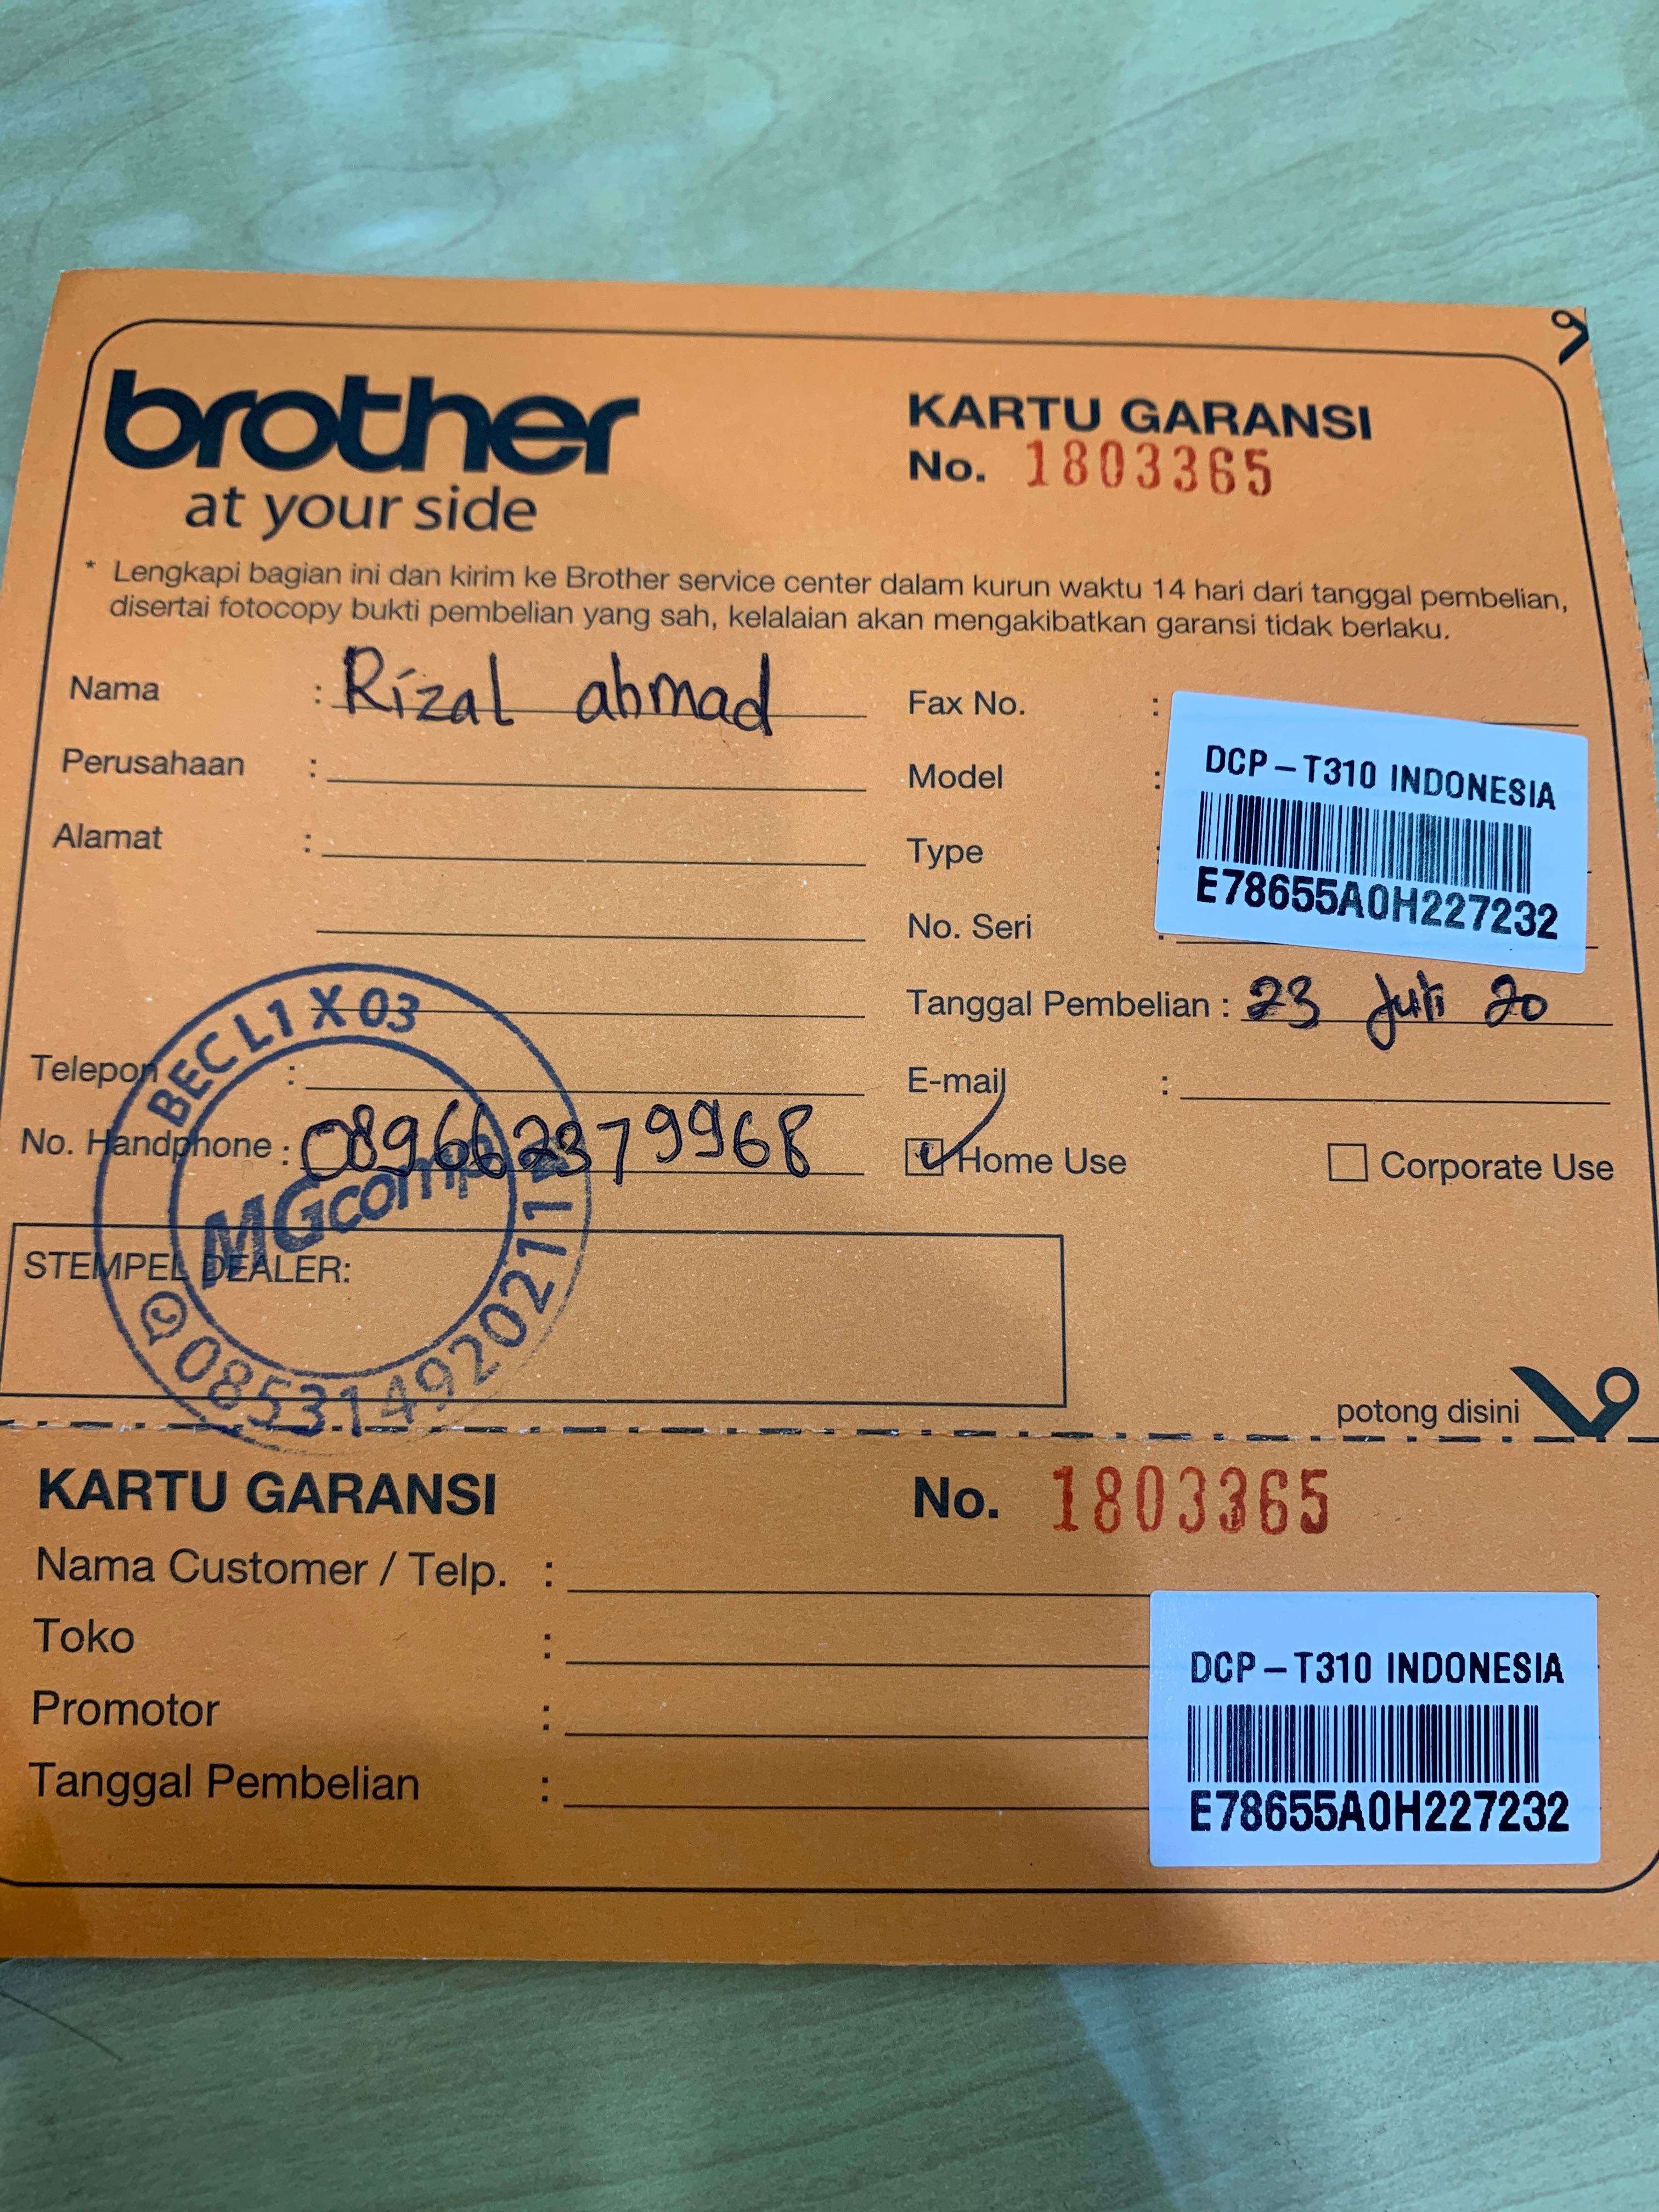 brother
at your side
KARTU GARANSI
No. 1803365
* Lengkapi bagian ini dan kirim ke Brother service center dalam kurun waktu 14 hari dari tanggal pembelian,
disertai fotocopy bukti pembelian yang sah, kelalaian akan mengakibatkan garansi tidak berlaku.
Nama : Rizal ahmad
Perusahaan :
Alamat :
Telepon :
No. Handphone : 089662379968
Fax No. :
Model :
Type :
No. Seri :
DCP-T310 INDONESIA
E78655A0H227232
Tanggal Pembelian : 23 Juli 20
E-mail :
Home Use
Corporate Use
STEMPEL DEALER:
BEC L1 X 03
MGcomp
potong disini
KARTU GARANSI
No. 1803365
Nama Customer / Telp. :
Toko :
Promotor :
Tanggal Pembelian :
DCP-T310 INDONESIA
E78655A0H227232